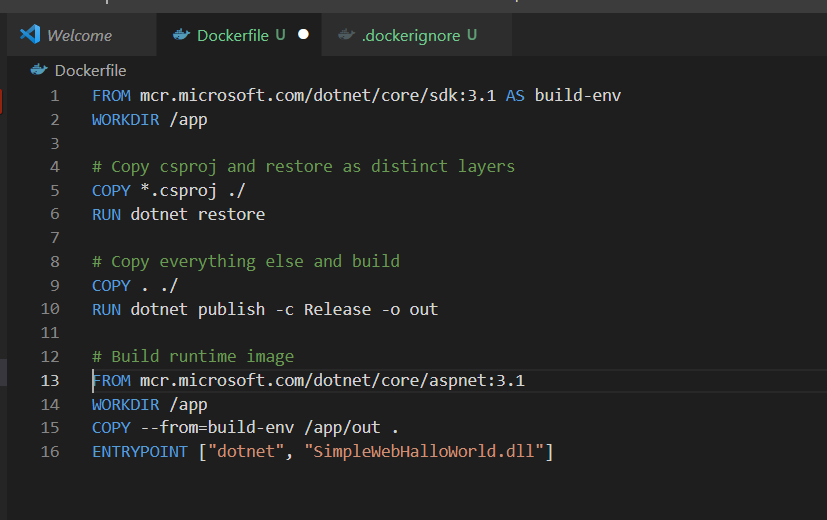 Welcome
Dockerfile U
.dockerignore U
Dockerfile
1 FROM mcr.microsoft.com/dotnet/core/sdk:3.1 AS build-env
2 WORKDIR /app
3
4 # Copy csproj and restore as distinct layers
5 COPY *.csproj ./
6 RUN dotnet restore
7
8 # Copy everything else and build
9 COPY . ./
10 RUN dotnet publish -c Release -o out
11
12 # Build runtime image
13 FROM mcr.microsoft.com/dotnet/core/aspnet:3.1
14 WORKDIR /app
15 COPY --from=build-env /app/out .
16 ENTRYPOINT ["dotnet", "SimpleWebHalloWorld.dll"]